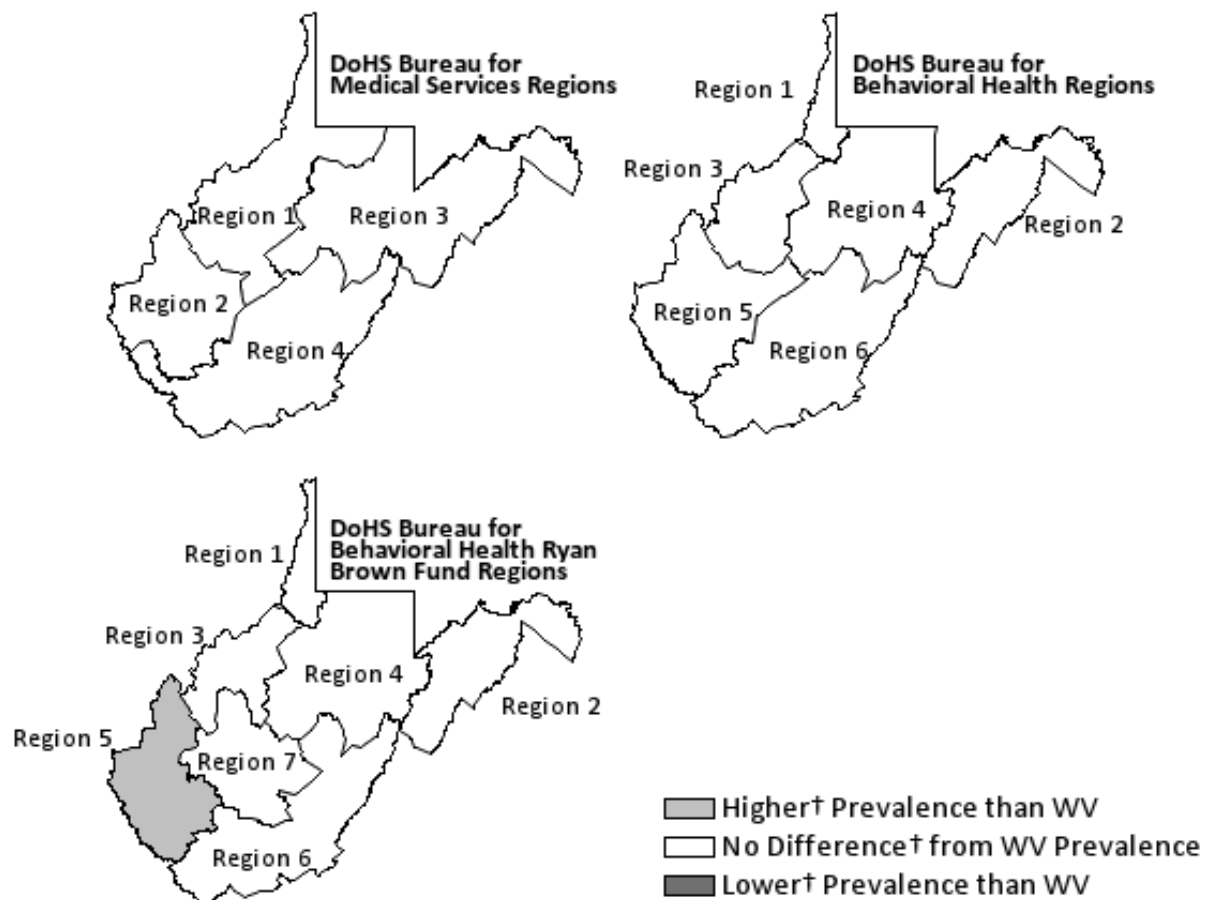 DoHS Bureau for
Medical Services Regions
Region 1
Region 3
Region 2
Region 4
DoHS Bureau for
Behavioral Health Regions
Region 1
Region 3
Region 4
Region 2
Region 5
Region 6
DoHS Bureau for
Behavioral Health Ryan
Brown Fund Regions
Region 1
Region 3
Region 4
Region 2
Region 5
Region 7
Region 6
Higher† Prevalence than WV
No Difference† from WV Prevalence
Lower† Prevalence than WV